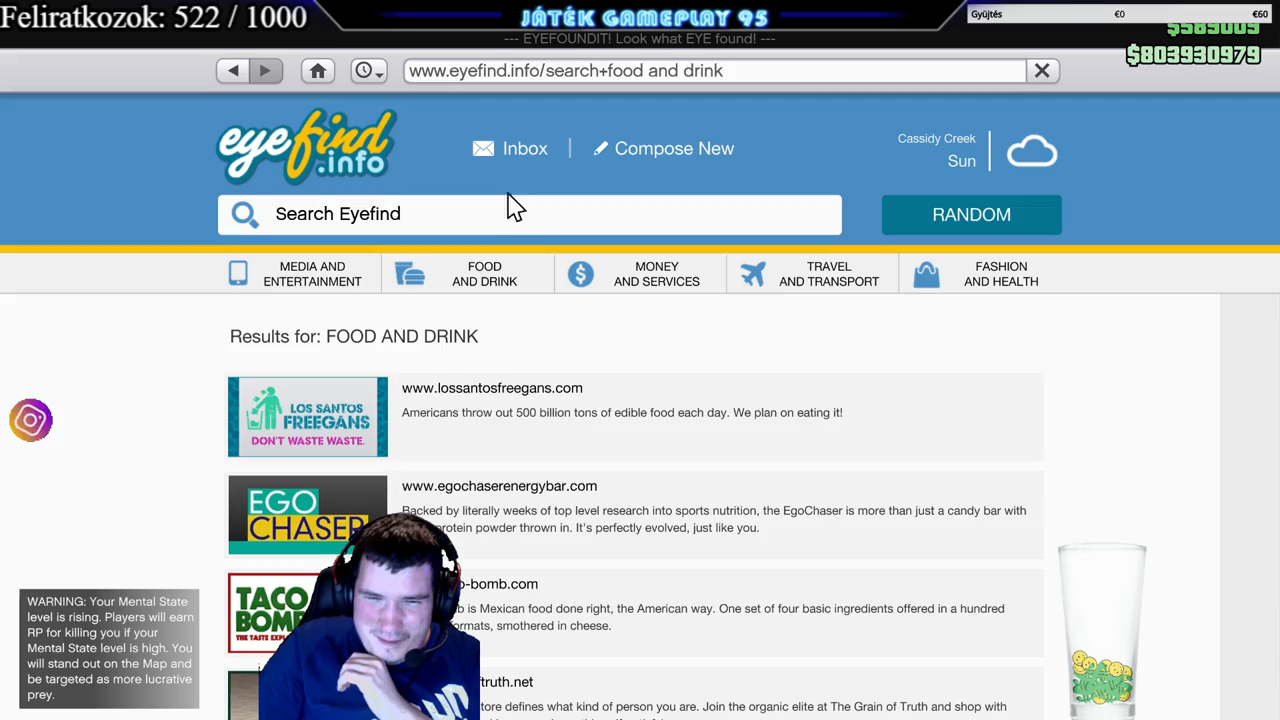 Feliratkozok: 522 / 1000
JÁTÉK GAMEPLAY 95
Gyüjtés €0 €60
--- EYEFOUNDIT! Look what EYE found! ---
$589009
$803930979
www.eyefind.info/search+food and drink
eyefind.info
Inbox
Compose New
Cassidy Creek
Sun
Search Eyefind
RANDOM
MEDIA AND ENTERTAINMENT
FOOD AND DRINK
MONEY AND SERVICES
TRAVEL AND TRANSPORT
FASHION AND HEALTH
Results for: FOOD AND DRINK
LOS SANTOS
FREEGANS
DON'T WASTE WASTE.
www.lossantosfreegans.com
Americans throw out 500 billion tons of edible food each day. We plan on eating it!
EGO
CHASER
www.egochaserenergybar.com
Backed by literally weeks of top level research into sports nutrition, the EgoChaser is more than just a candy bar with
protein powder thrown in. It's perfectly evolved, just like you.
TACO
BOMB
o-bomb.com
b is Mexican food done right, the American way. One set of four basic ingredients offered in a hundred
ormats, smothered in cheese.
ftruth.net
tore defines what kind of person you are. Join the organic elite at The Grain of Truth and shop with
WARNING: Your Mental State
level is rising. Players will earn
RP for killing you if your
Mental State level is high. You
will stand out on the Map and
be targeted as more lucrative
prey.